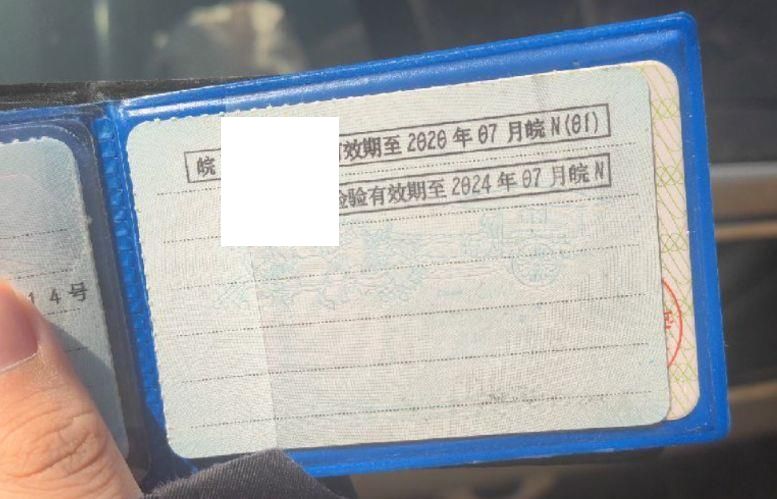 14号
皖 有效期至 2020 年 07 月皖 N(01)
验有效期至 2024 年 07 月皖 N